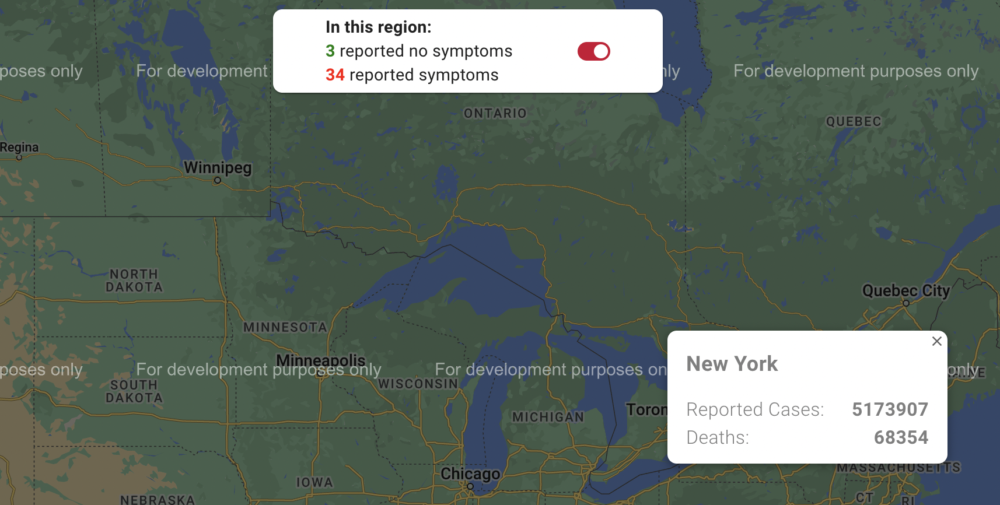 In this region:
3 reported no symptoms
34 reported symptoms
poses only
For development
nly
For development purposes only
ONTARIO
QUEBEC
Regina
Winnipeg
NORTH
DAKOTA
Quebec City
MINNESOTA
Minneapolis
poses only
For development purposes only
For development purposes on
only
WISCONSIN
SOUTH
DAKOTA
New York
Reported Cases: 5173907
Deaths: 68354
Toron
MICHIGAN
MASSACHUSETTS
Chicago
IOWA
CT
RI
NEBRASKA